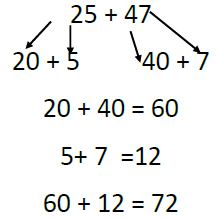 25 + 47
20 + 5 40 + 7
20 + 40 = 60
5+ 7 =12
60 + 12 = 72